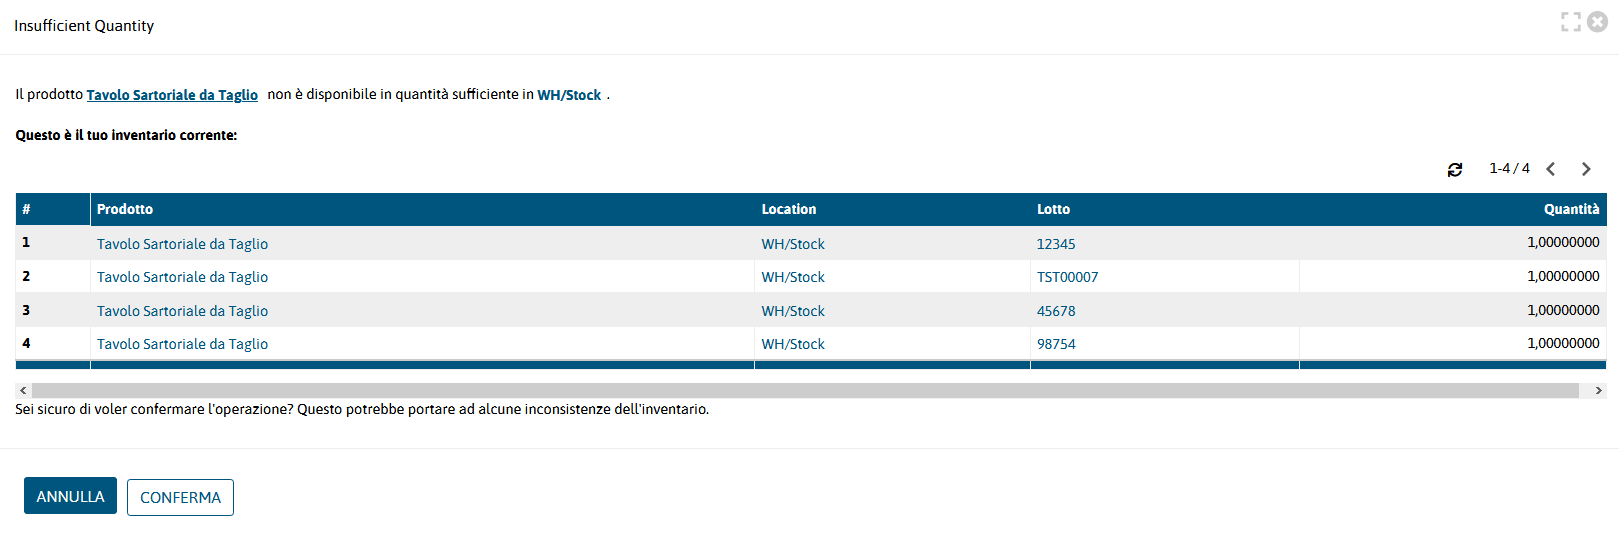 Insufficient Quantity
Il prodotto Tavolo Sartoriale da Taglio non è disponibile in quantità sufficiente in WH/Stock .
Questo è il tuo inventario corrente:
1-4 / 4
# Prodotto Location Lotto Quantità
1 Tavolo Sartoriale da Taglio WH/Stock 12345 1,00000000
2 Tavolo Sartoriale da Taglio WH/Stock TST00007 1,00000000
3 Tavolo Sartoriale da Taglio WH/Stock 45678 1,00000000
4 Tavolo Sartoriale da Taglio WH/Stock 98754 1,00000000
Sei sicuro di voler confermare l'operazione? Questo potrebbe portare ad alcune inconsistenze dell'inventario.
ANNULLA CONFERMA